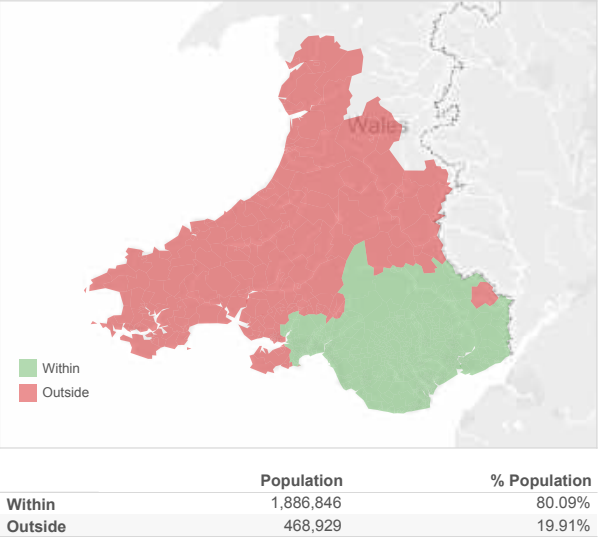 Wales
Within
Outside
Population % Population
Within 1,886,846 80.09%
Outside 468,929 19.91%